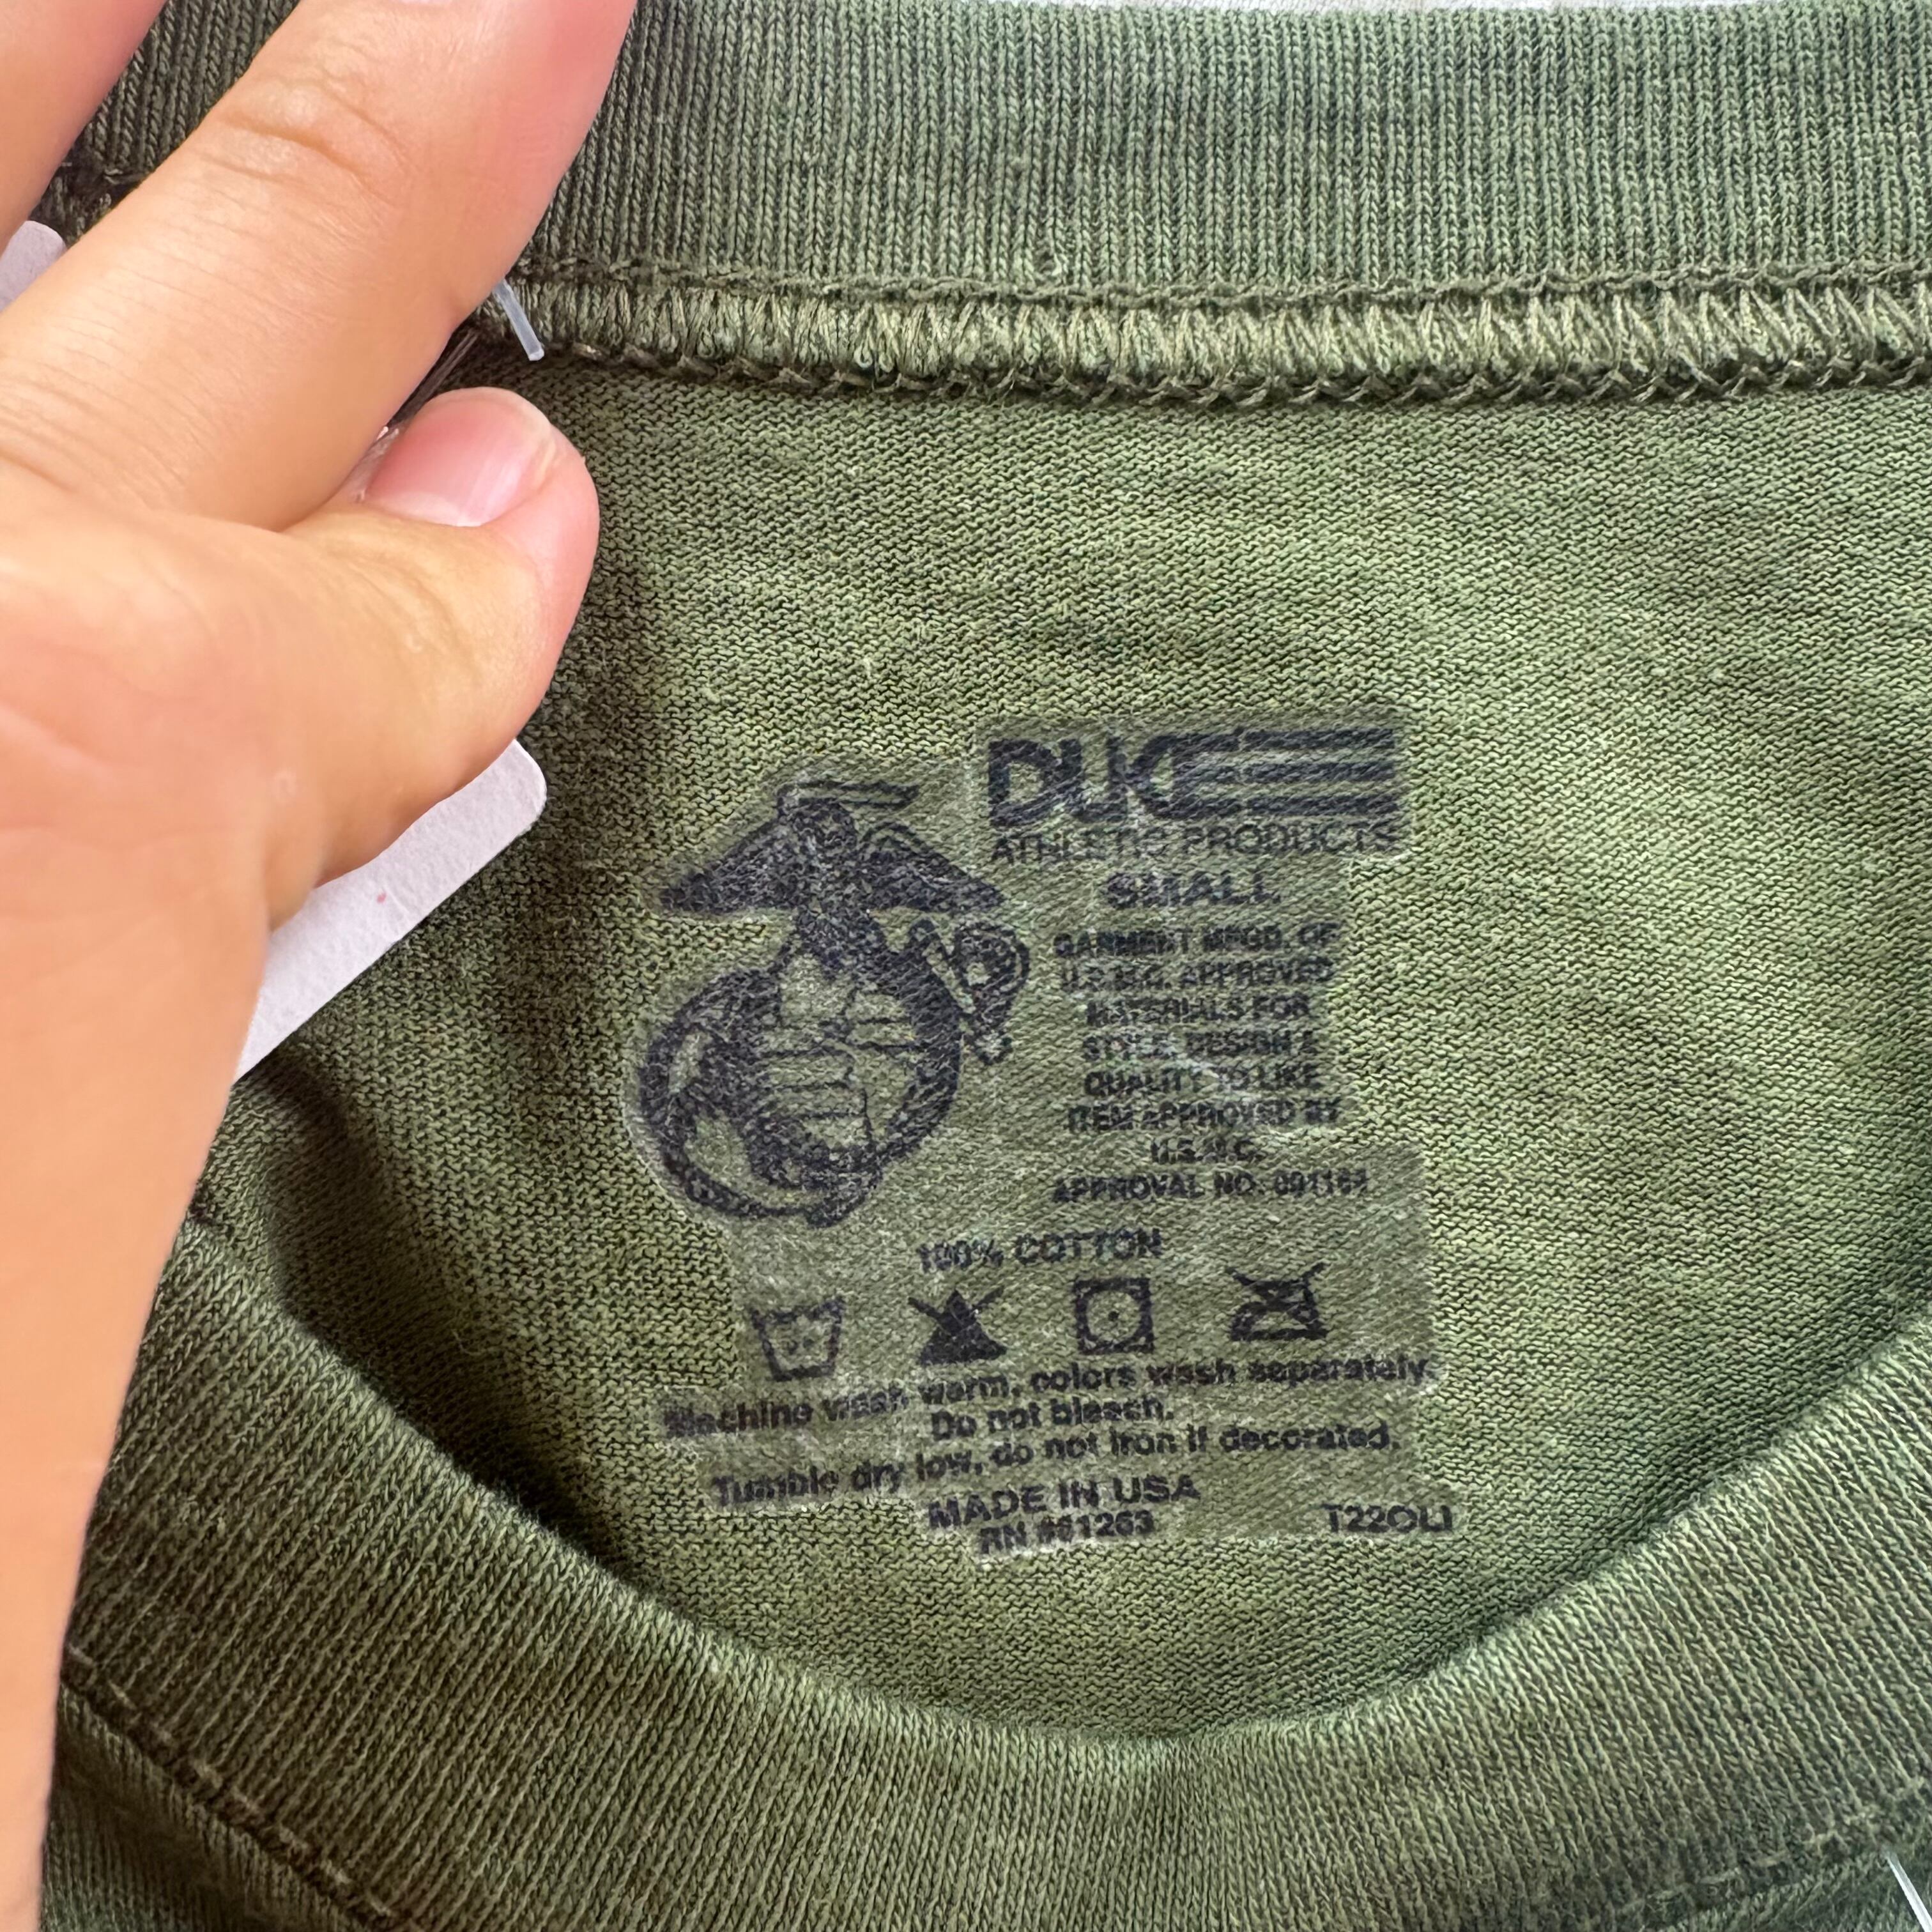 DUKE
ATHLETIC PRODUCTS
SMALL
GARMENT MFGD. OF
U.S.M.C. APPROVED
MATERIALS FOR
STYLE, DESIGN &
QUALITY TO LIKE
ITEM APPROVED BY
U.S.M.C.
APPROVAL NO.
100% COTTON
Machine wash warm, colors wash separately.
Do not bleach.
Tumble dry low, do not iron if decorated.
MADE IN USA
RN #61263
T22OLI